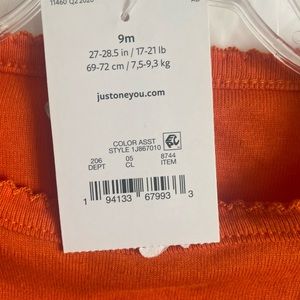 11460 Q2 2020
9m
27-28.5 in / 17-21 lb
69-72 cm / 7,5-9,3 kg
justoneyou.com
COLOR ASST
STYLE 1J867010
206 05 8744
DEPT CL ITEM
1 94133 67993 3